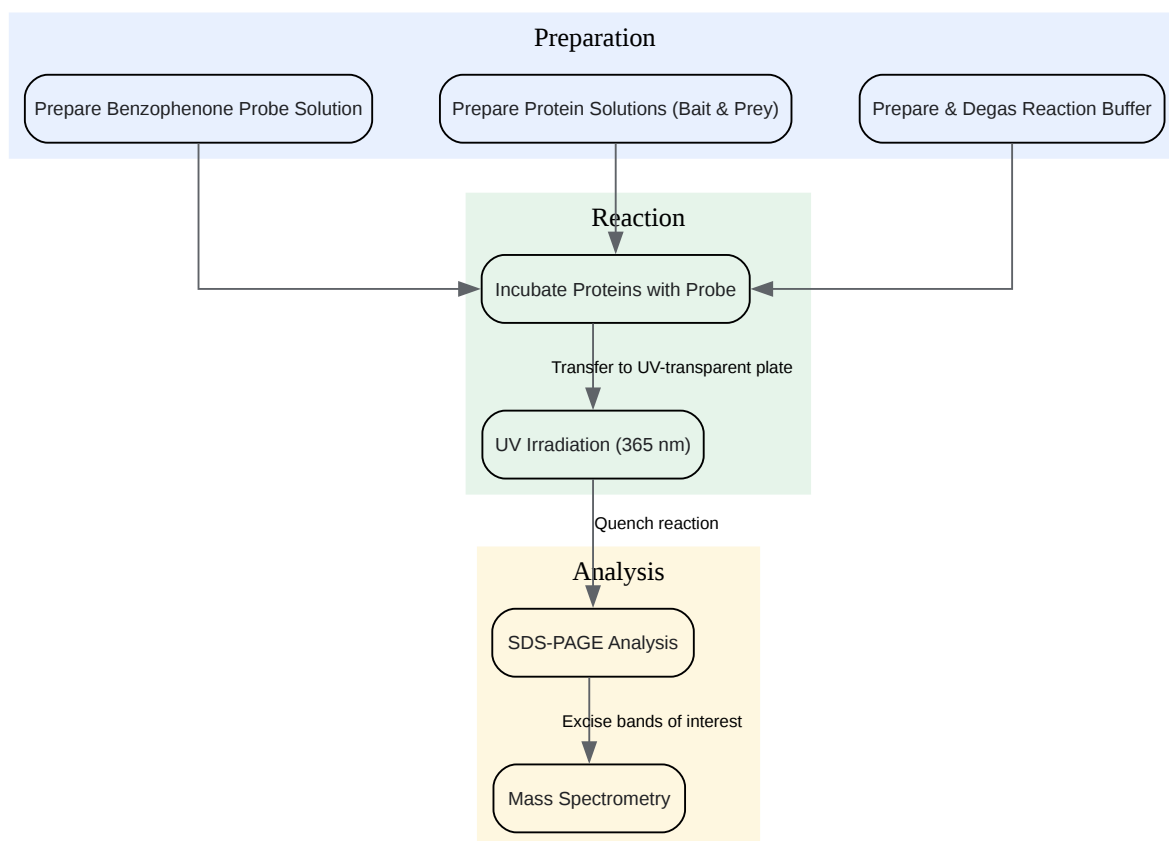 Preparation
Prepare Benzophenone Probe Solution
Prepare Protein Solutions (Bait & Prey)
Prepare & Degas Reaction Buffer
Reaction
Incubate Proteins with Probe
Transfer to UV-transparent plate
UV Irradiation (365 nm)
Quench reaction
Analysis
SDS-PAGE Analysis
Excise bands of interest
Mass Spectrometry